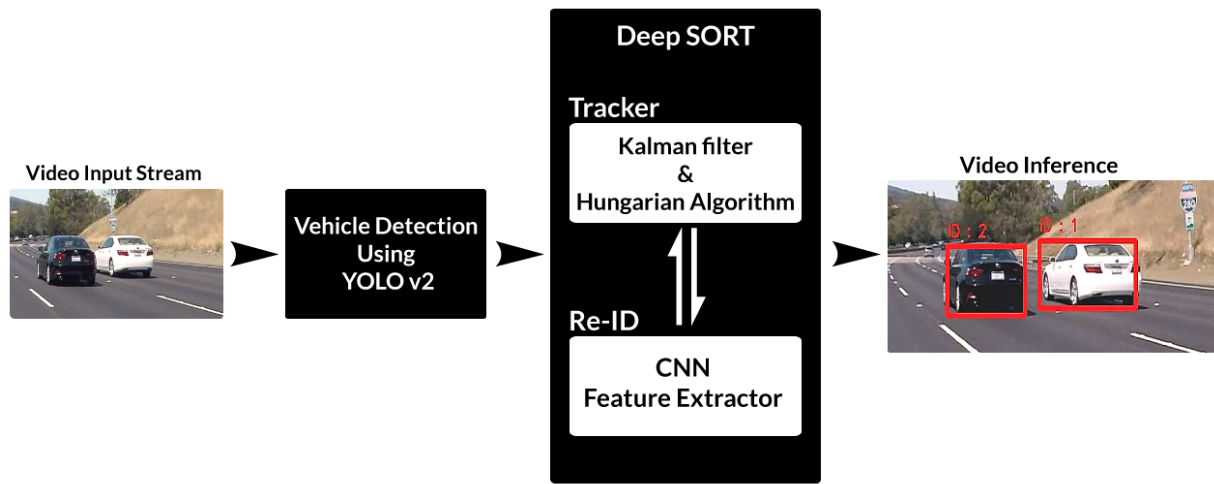 Video Input Stream
Vehicle Detection
Using
YOLO v2
Deep SORT
Tracker
Kalman filter
&
Hungarian Algorithm
Re-ID
CNN
Feature Extractor
Video Inference
ID : 2
ID : 1
280